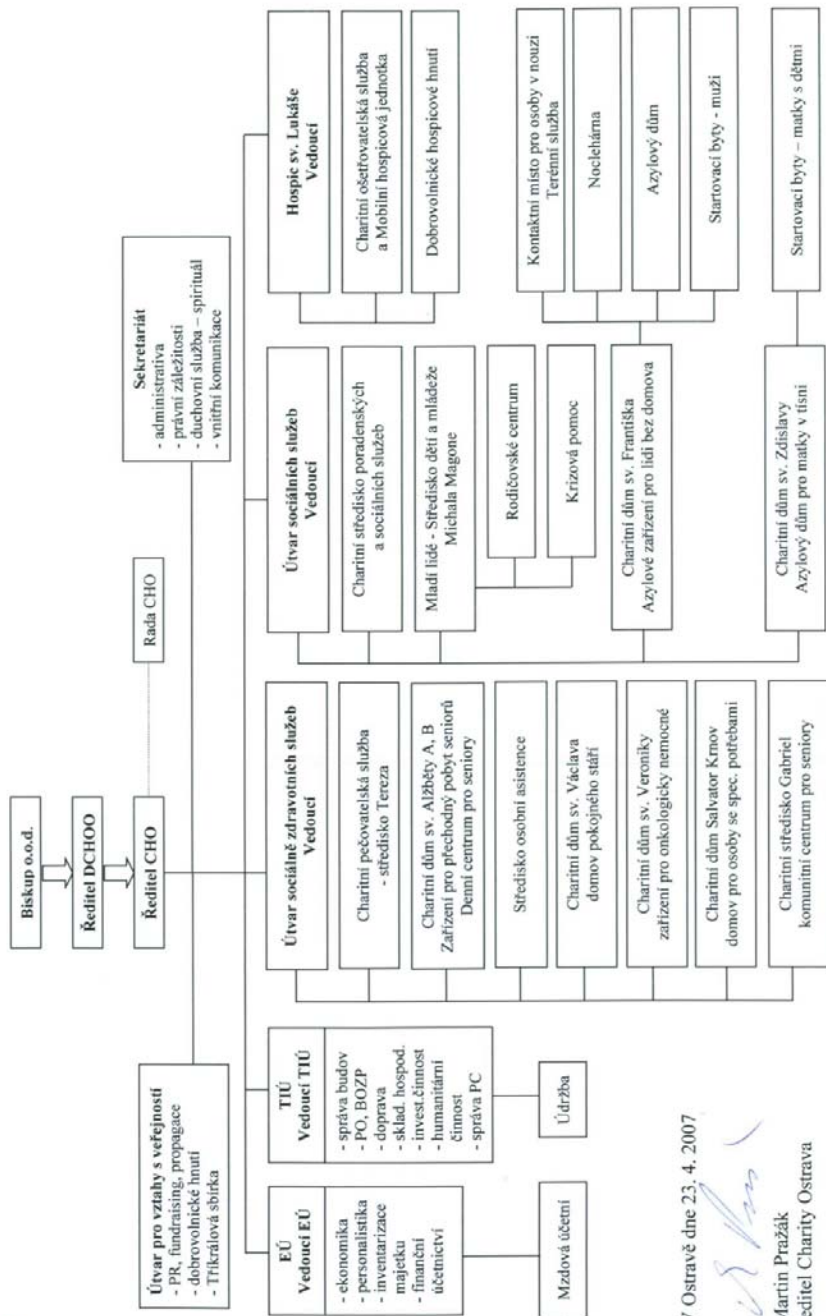 Biskup o.o.d.
Ředitel DCHOO
Ředitel CHO
Rada CHO
Útvar pro vztahy s veřejností
- PR, fundraising, propagace
- dobrovolnické hnutí
- Tříkrálová sbírka
Sekretariát
- administrativa
- právní záležitosti
- duchovní služba – spirituál
- vnitřní komunikace
EÚ
Vedoucí EÚ
- ekonomika
- personalistika
- inventarizace
majetku
- finanční
účetnictví
Mzdová účetní
TIÚ
Vedoucí TIÚ
- správa budov
- PO, BOZP
- doprava
- sklad. hospod.
- invest.činnost
- humanitární
činnost
- správa PC
Údržba
Útvar sociálně zdravotních služeb
Vedoucí
Charitní pečovatelská služba
- středisko Tereza
Charitní dům sv. Alžběty A, B
Zařízení pro přechodný pobyt seniorů
Denní centrum pro seniory
Středisko osobní asistence
Charitní dům sv. Václava
domov pokojného stáří
Charitní dům sv. Veroniky
zařízení pro onkologicky nemocné
Charitní dům Salvator Krnov
domov pro osoby se spec. potřebami
Charitní středisko Gabriel
komunitní centrum pro seniory
Útvar sociálních služeb
Vedoucí
Charitní středisko poradenských
a sociálních služeb
Mladí lidé - Středisko dětí a mládeže
Michala Magone
Rodičovské centrum
Krizová pomoc
Charitní dům sv. Františka
Azylové zařízení pro lidi bez domova
Charitní dům sv. Zdislavy
Azylový dům pro matky v tísni
Hospic sv. Lukáše
Vedoucí
Charitní ošetřovatelská služba
a Mobilní hospicová jednotka
Dobrovolnické hospicové hnutí
Kontaktní místo pro osoby v nouzi
Terénní služba
Noclehárna
Azylový dům
Startovací byty - muži
Startovací byty – matky s dětmi
V Ostravě dne 23. 4. 2007
Martin Pražák
ředitel Charity Ostrava